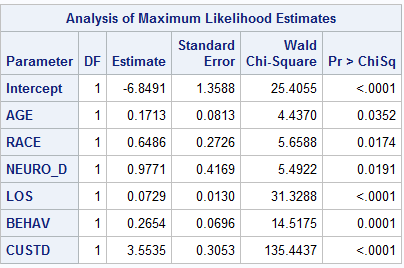 Analysis of Maximum Likelihood Estimates
Parameter DF Estimate Standard Error Wald Chi-Square Pr > ChiSq
Intercept 1 -6.8491 1.3588 25.4055 <.0001
AGE 1 0.1713 0.0813 4.4370 0.0352
RACE 1 0.6486 0.2726 5.6588 0.0174
NEURO_D 1 0.9771 0.4169 5.4922 0.0191
LOS 1 0.0729 0.0130 31.3288 <.0001
BEHAV 1 0.2654 0.0696 14.5175 0.0001
CUSTD 1 3.5535 0.3053 135.4437 <.0001